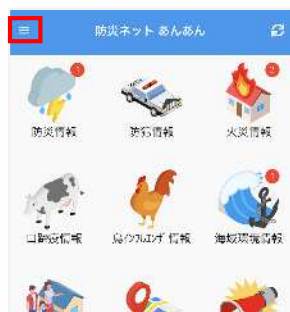 防災ネット あんあん
1
2
防災情報
防犯情報
火災情報
1
口蹄疫情報
鳥インフルエンザ情報
海域環境情報